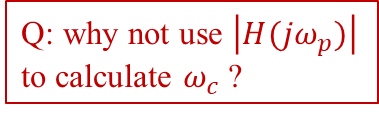 Q: why not use |H(jω_p)|
to calculate ω_c ?